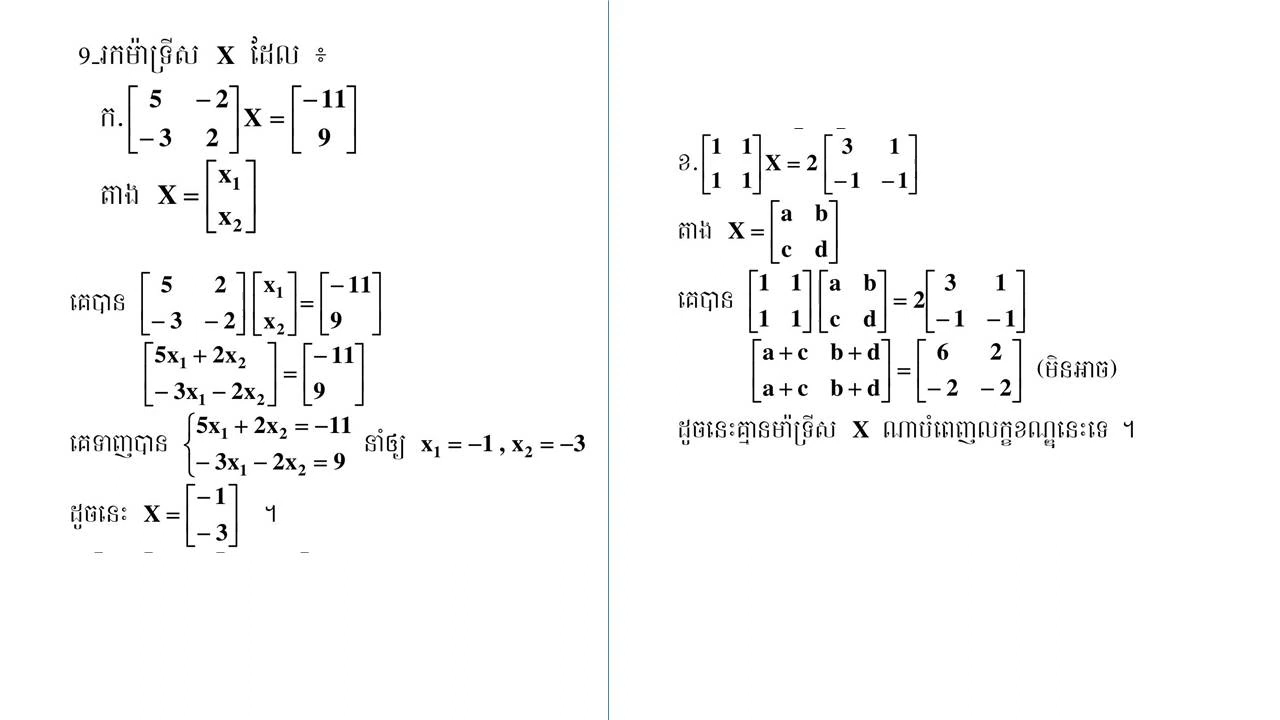 ១-រកម៉ាទ្រីស X ដែល ៖
ក. [5 −2; −3 2] X = [−11; 9]
តាង X = [x₁; x₂]
គេបាន [5 2; −3 −2] [x₁; x₂] = [−11; 9]
[5x₁ + 2x₂; −3x₁ − 2x₂] = [−11; 9]
គេទាញបាន {5x₁ + 2x₂ = −11; −3x₁ − 2x₂ = 9 នាំឲ្យ x₁ = −1 , x₂ = −3
ដូចនេះ X = [−1; −3] ។
ខ. [1 1; 1 1] X = 2 [3 1; −1 −1]
តាង X = [a b; c d]
គេបាន [1 1; 1 1] [a b; c d] = 2 [3 1; −1 −1]
[a + c b + d; a + c b + d] = [6 2; −2 −2] (មិនអាច)
ដូចនេះគ្មានម៉ាទ្រីស X ណាបំពេញលក្ខខណ្ឌនេះទេ ។